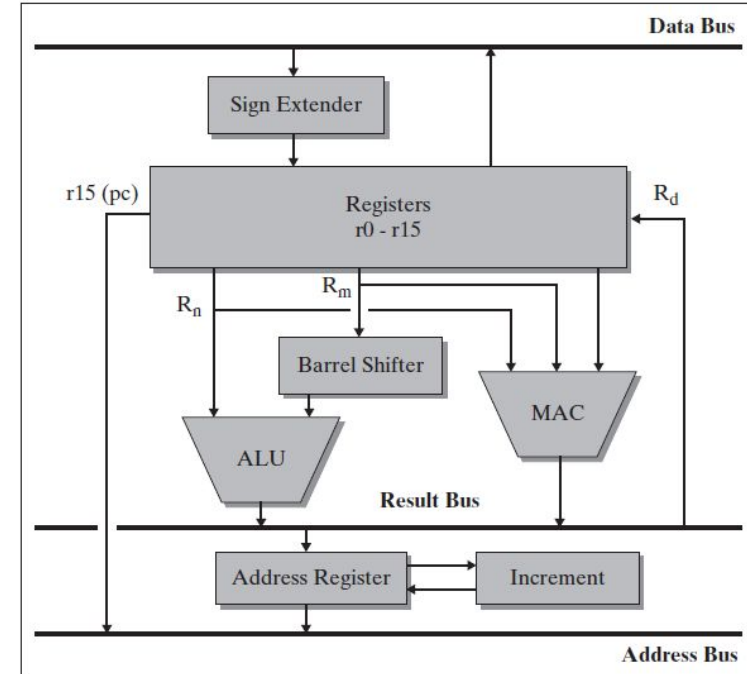 Data Bus
Sign Extender
r15 (pc)
Registers
r0 - r15
Rd
Rn
Rm
Barrel Shifter
MAC
ALU
Result Bus
Address Register
Increment
Address Bus